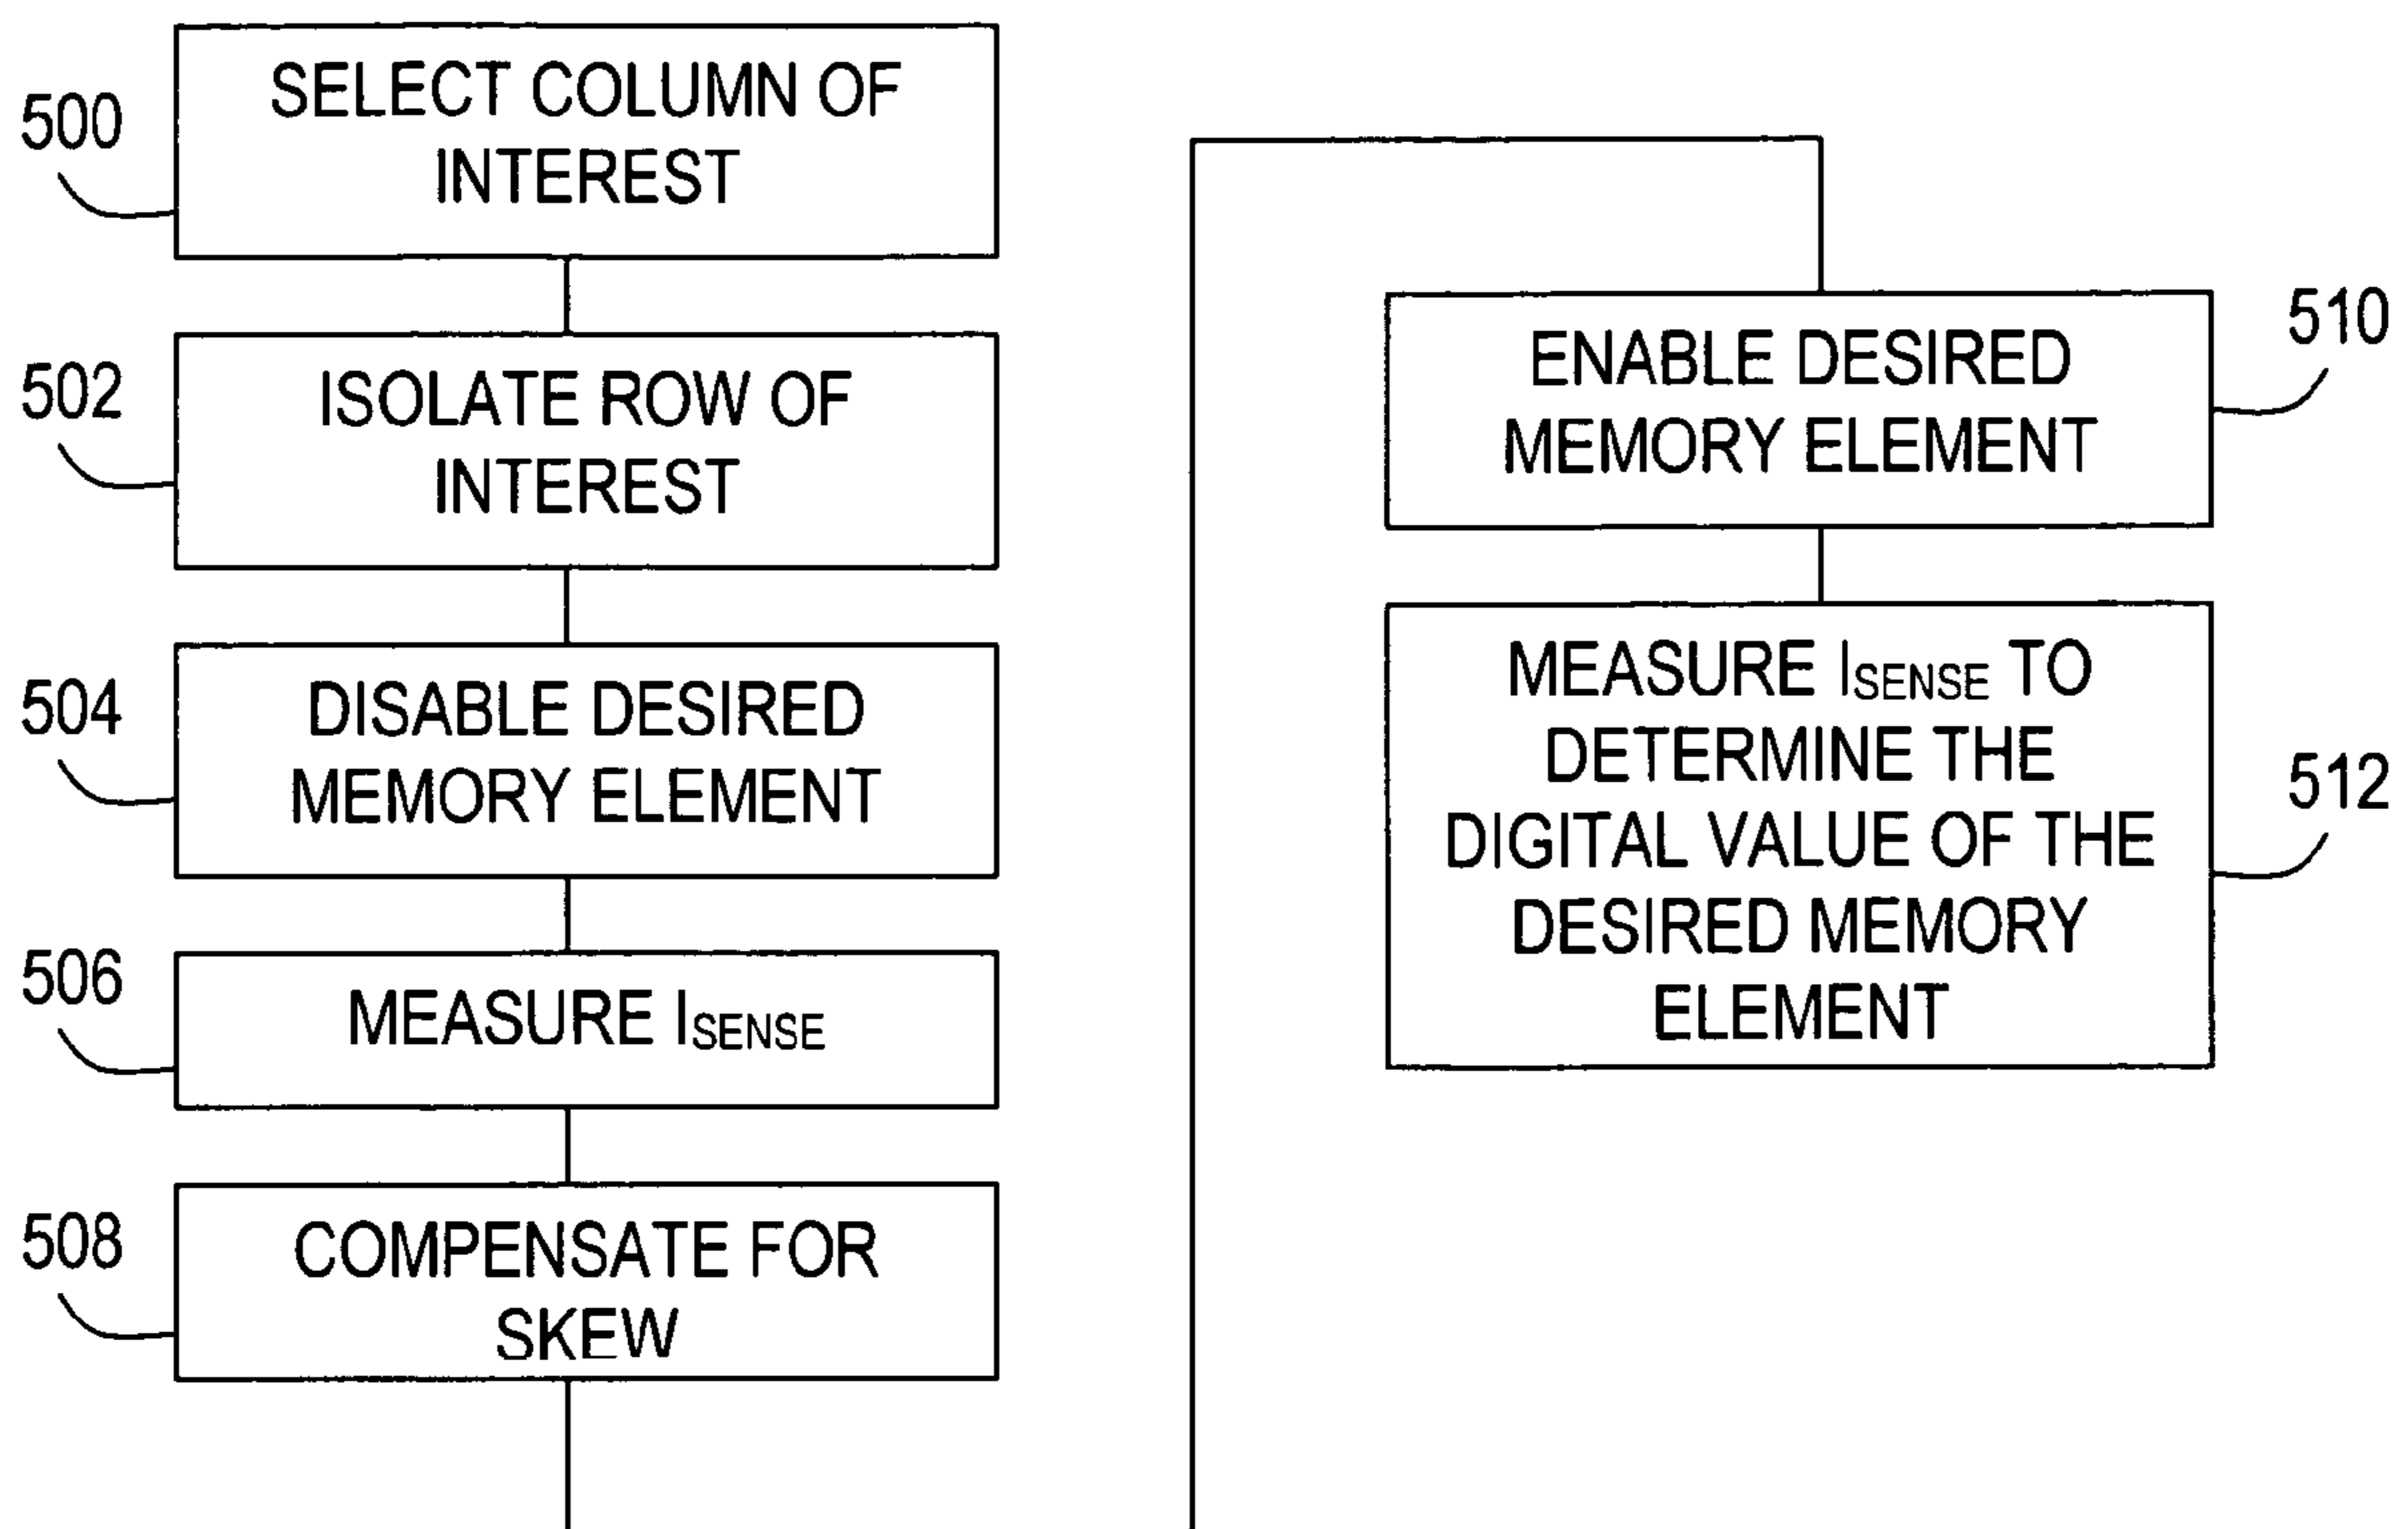 500
SELECT COLUMN OF
INTEREST
502
ISOLATE ROW OF
INTEREST
504
DISABLE DESIRED
MEMORY ELEMENT
506
MEASURE ISENSE
508
COMPENSATE FOR
SKEW
510
ENABLE DESIRED
MEMORY ELEMENT
512
MEASURE ISENSE TO
DETERMINE THE
DIGITAL VALUE OF THE
DESIRED MEMORY
ELEMENT